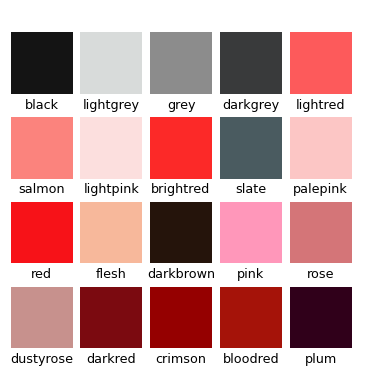 black lightgrey grey darkgrey lightred
salmon lightpink brightred slate palepink
red flesh darkbrown pink rose
dustyrose darkred crimson bloodred plum